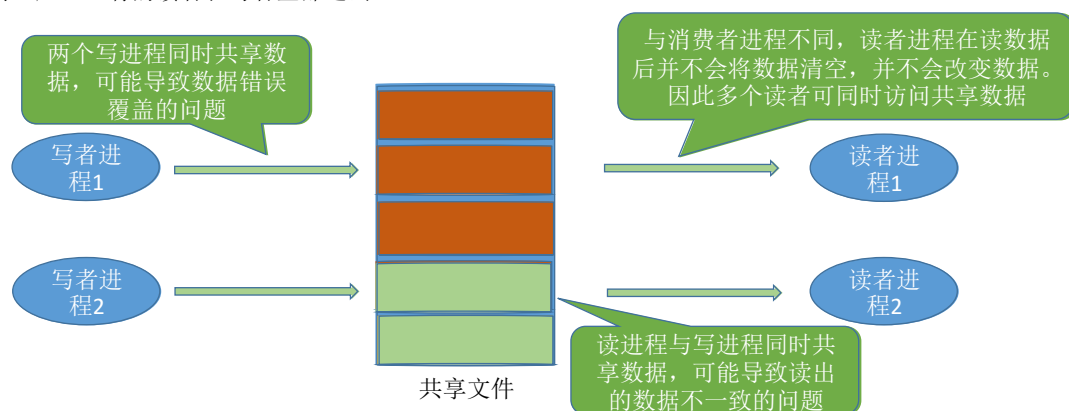 两个写进程同时共享数
据，可能导致数据错误
覆盖的问题
与消费者进程不同，读者进程在读数据
后并不会将数据清空，并不会改变数据。
因此多个读者可同时访问共享数据
写者进
程1
读者进
程1
写者进
程2
读者进
程2
读进程与写进程同时共
享数据，可能导致读出
的数据不一致的问题
共享文件